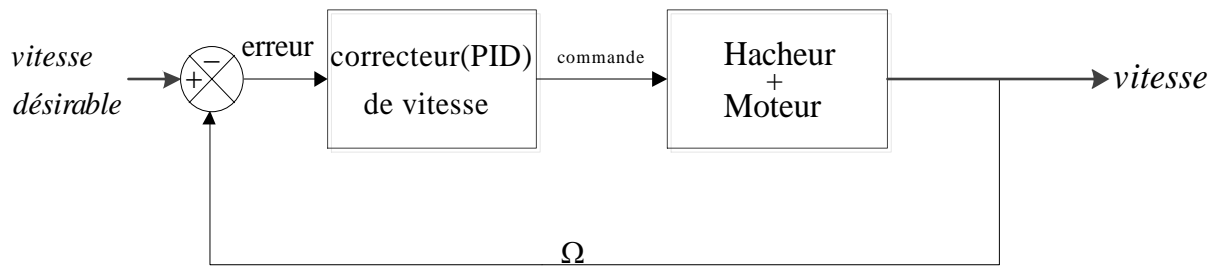 vitesse
désirable
+
−
erreur
correcteur(PID)
de vitesse
commande
Hacheur
+
Moteur
vitesse
Ω